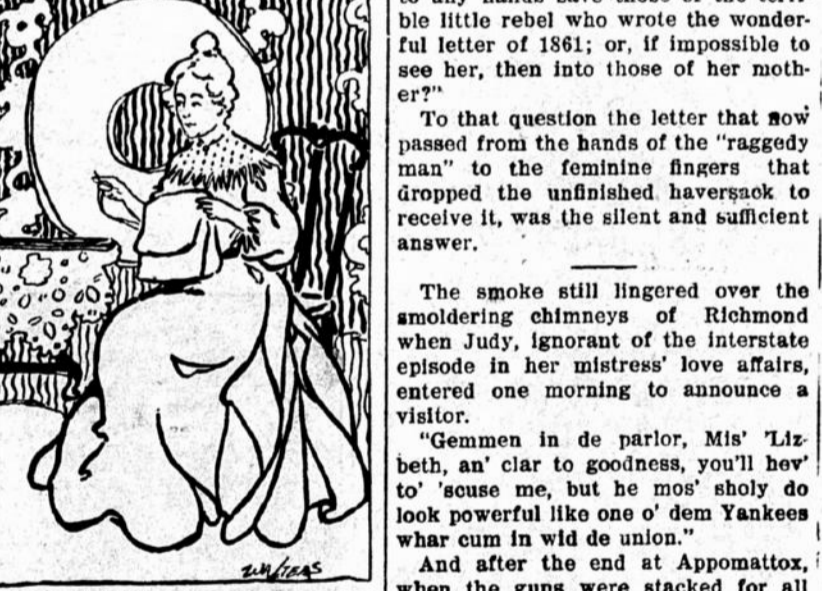 to any hands save those of the terri-
ble little rebel who wrote the wonder-
ful letter of 1861; or, if impossible to
see her, then into those of her moth-
er?"
To that question the letter that now
passed from the hands of the "raggedy
man" to the feminine fingers that
dropped the unfinished haversack to
receive it, was the silent and sufficient
answer.
The smoke still lingered over the
smoldering chimneys of Richmond
when Judy, ignorant of the interstate
episode in her mistress' love affairs,
entered one morning to announce a
visitor.
"Gemmen in de parlor, Mis' 'Liz-
beth, an' clar to goodness, you'll hev'
to' 'scuse me, but he mos' sholy do
look powerful like one o' dem Yankees
whar cum in wid de union."
And after the end at Appomattox,
when the guns were stacked for all